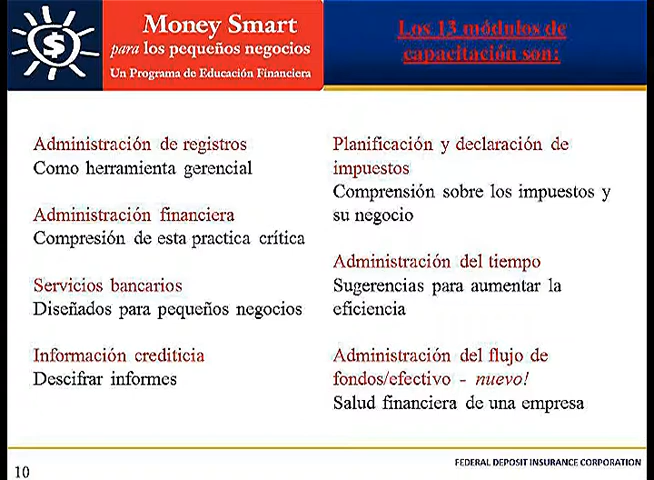 Money Smart
para los pequeños negocios
Un Programa de Educación Financiera
Los 13 módulos de
capacitación son:
Administración de registros
Como herramienta gerencial
Administración financiera
Compresión de esta practica crítica
Servicios bancarios
Diseñados para pequeños negocios
Información crediticia
Descifrar informes
Planificación y declaración de
impuestos
Comprensión sobre los impuestos y
su negocio
Administración del tiempo
Sugerencias para aumentar la
eficiencia
Administración del flujo de
fondos/efectivo - nuevo!
Salud financiera de una empresa
FEDERAL DEPOSIT INSURANCE CORPORATION
10